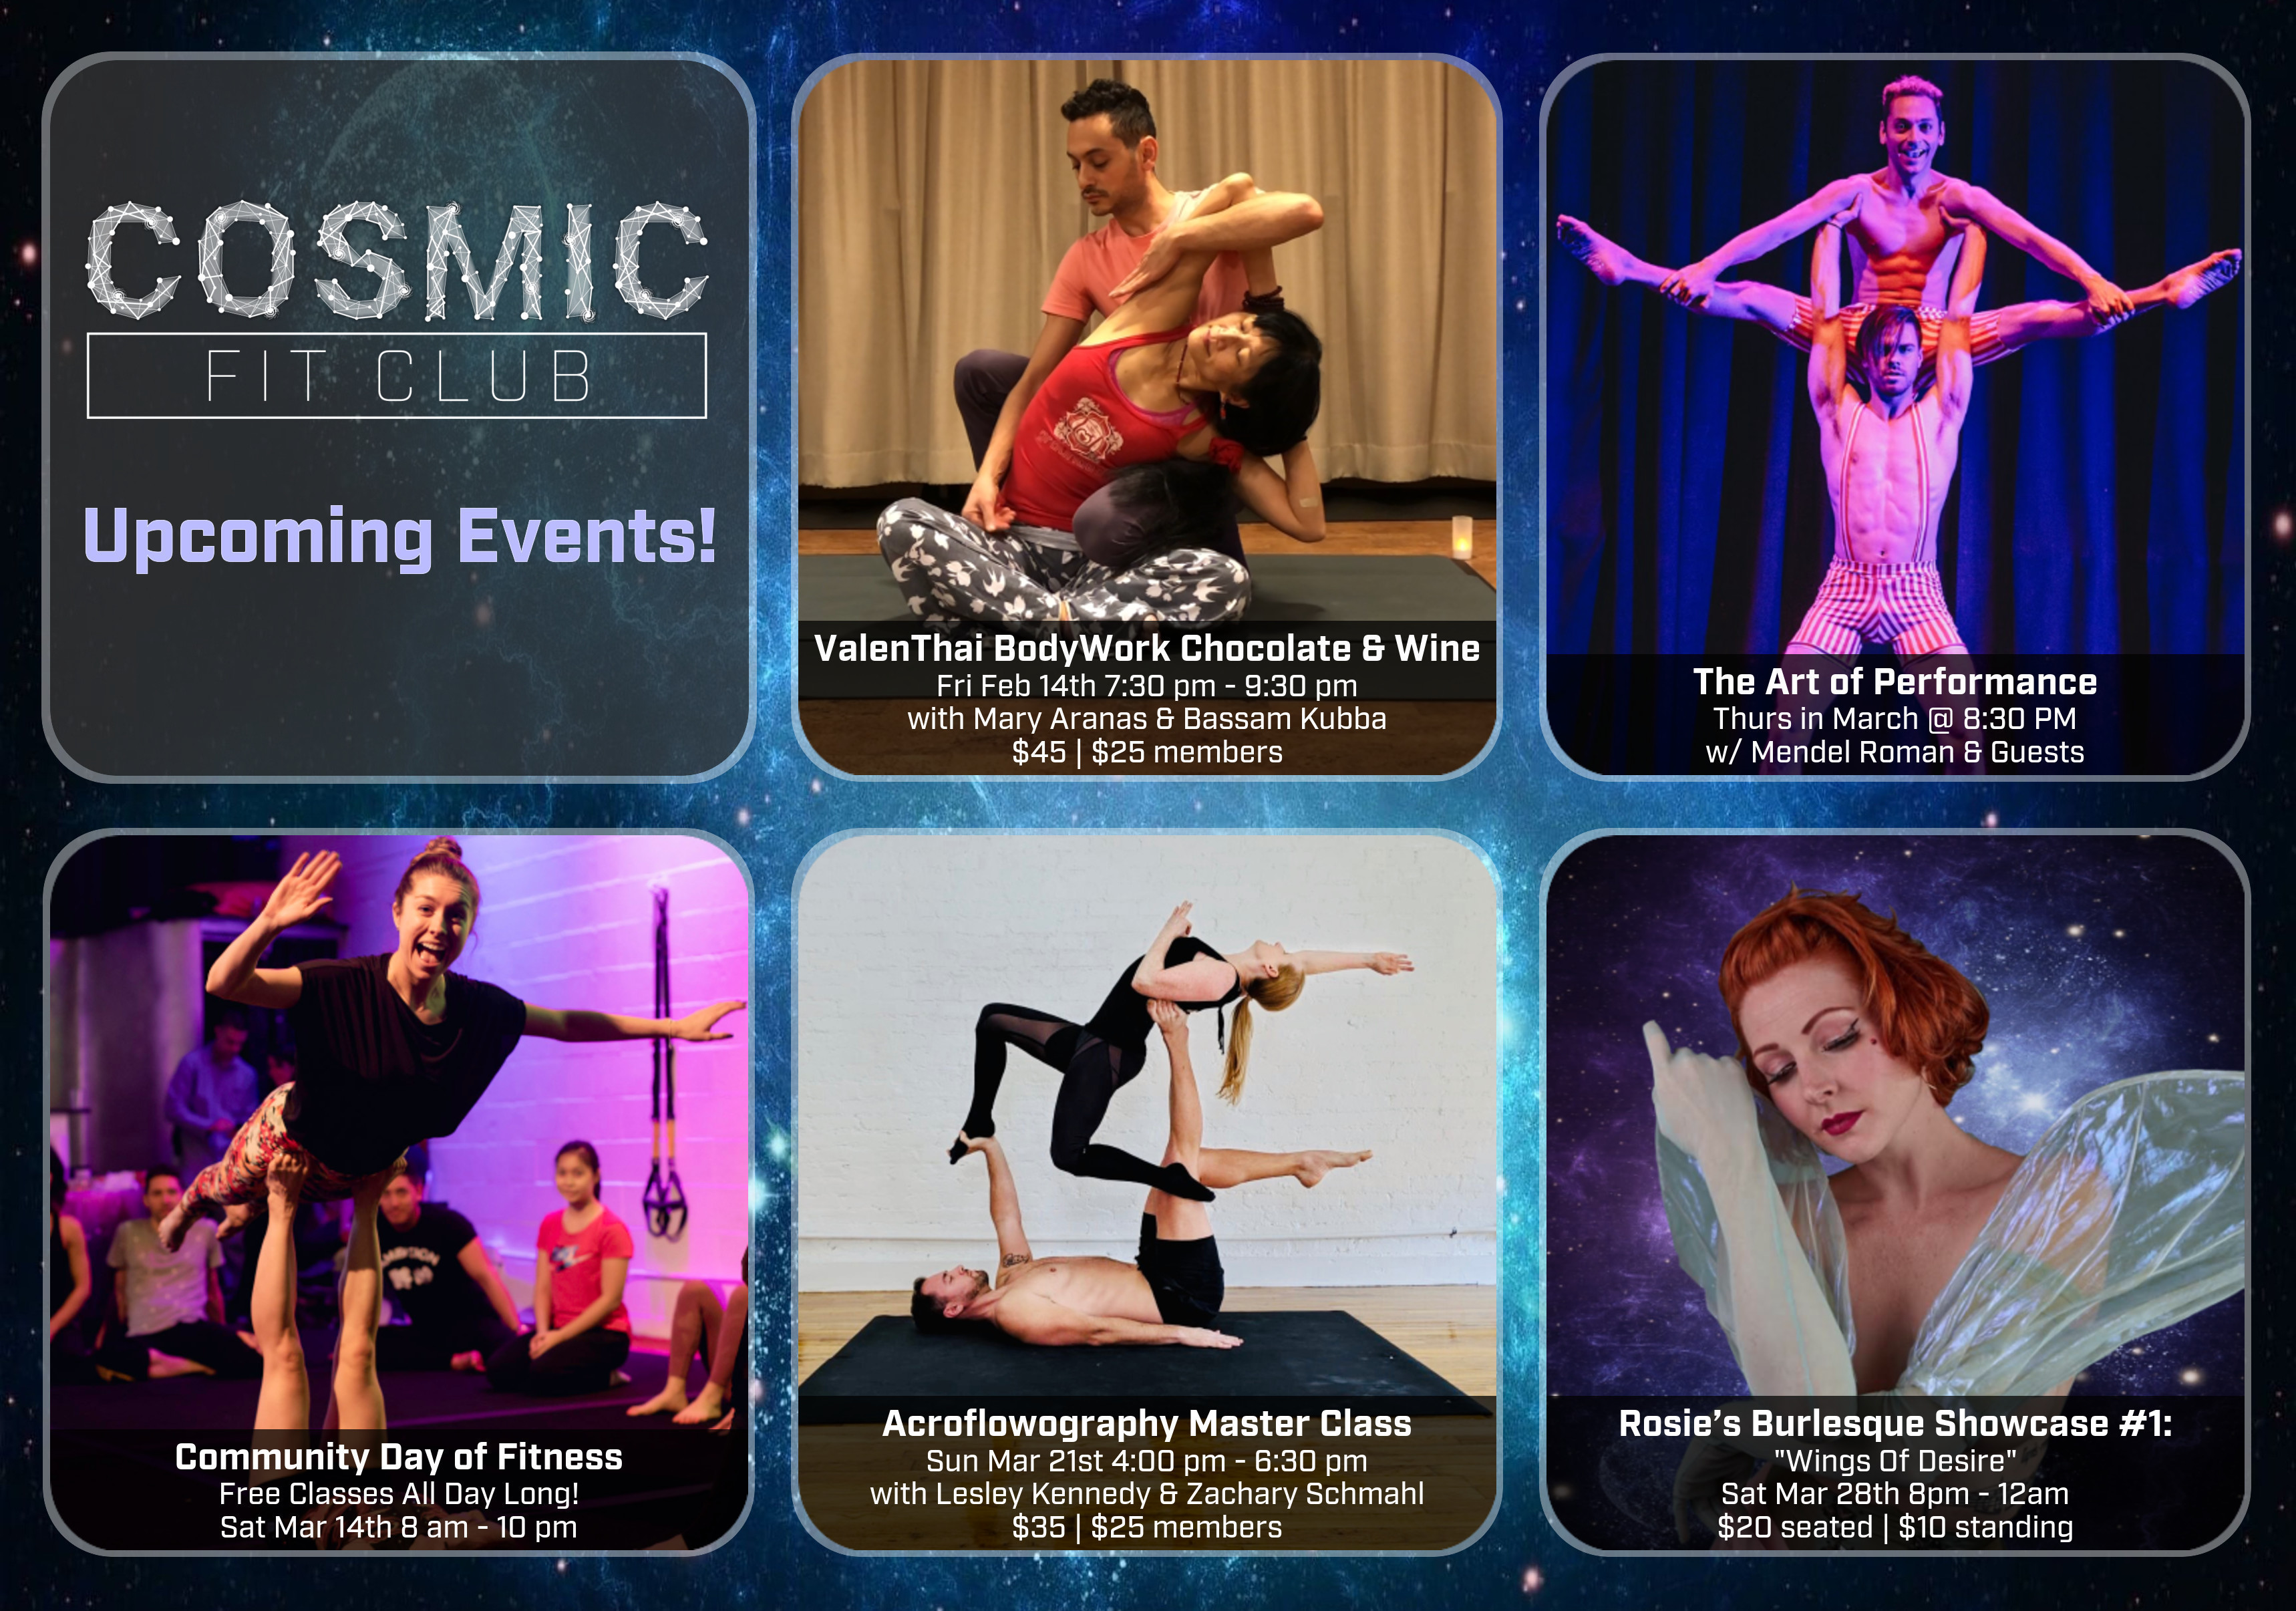 COSMIC
FIT CLUB
Upcoming Events!
ValenThai BodyWork Chocolate & Wine
Fri Feb 14th 7:30 pm - 9:30 pm
with Mary Aranas & Bassam Kubba
$45 | $25 members
The Art of Performance
Thurs in March @ 8:30 PM
w/ Mendel Roman & Guests
Community Day of Fitness
Free Classes All Day Long!
Sat Mar 14th 8 am - 10 pm
Acroflowography Master Class
Sun Mar 21st 4:00 pm - 6:30 pm
with Lesley Kennedy & Zachary Schmahl
$35 | $25 members
Rosie’s Burlesque Showcase #1:
"Wings Of Desire"
Sat Mar 28th 8pm - 12am
$20 seated | $10 standing